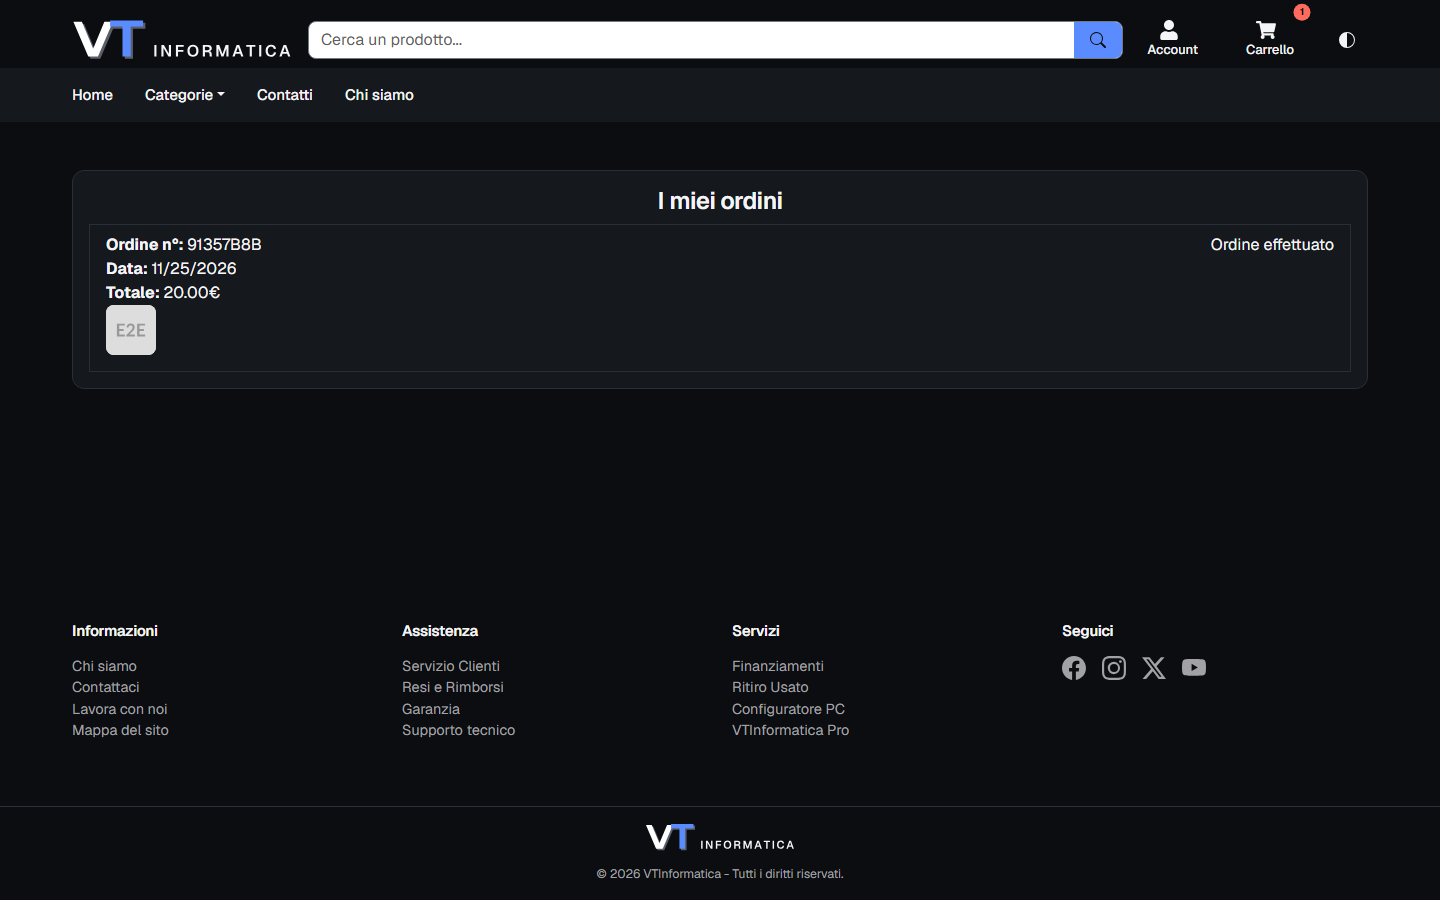 VT INFORMATICA
Cerca un prodotto...
Account
1
Carrello
Home
Categorie
Contatti
Chi siamo
I miei ordini
Ordine n°: 91357B8B
Ordine effettuato
Data: 11/25/2026
Totale: 20.00€
E2E
Informazioni
Chi siamo
Contattaci
Lavora con noi
Mappa del sito
Assistenza
Servizio Clienti
Resi e Rimborsi
Garanzia
Supporto tecnico
Servizi
Finanziamenti
Ritiro Usato
Configuratore PC
VTInformatica Pro
Seguici
VT INFORMATICA
© 2026 VTInformatica - Tutti i diritti riservati.